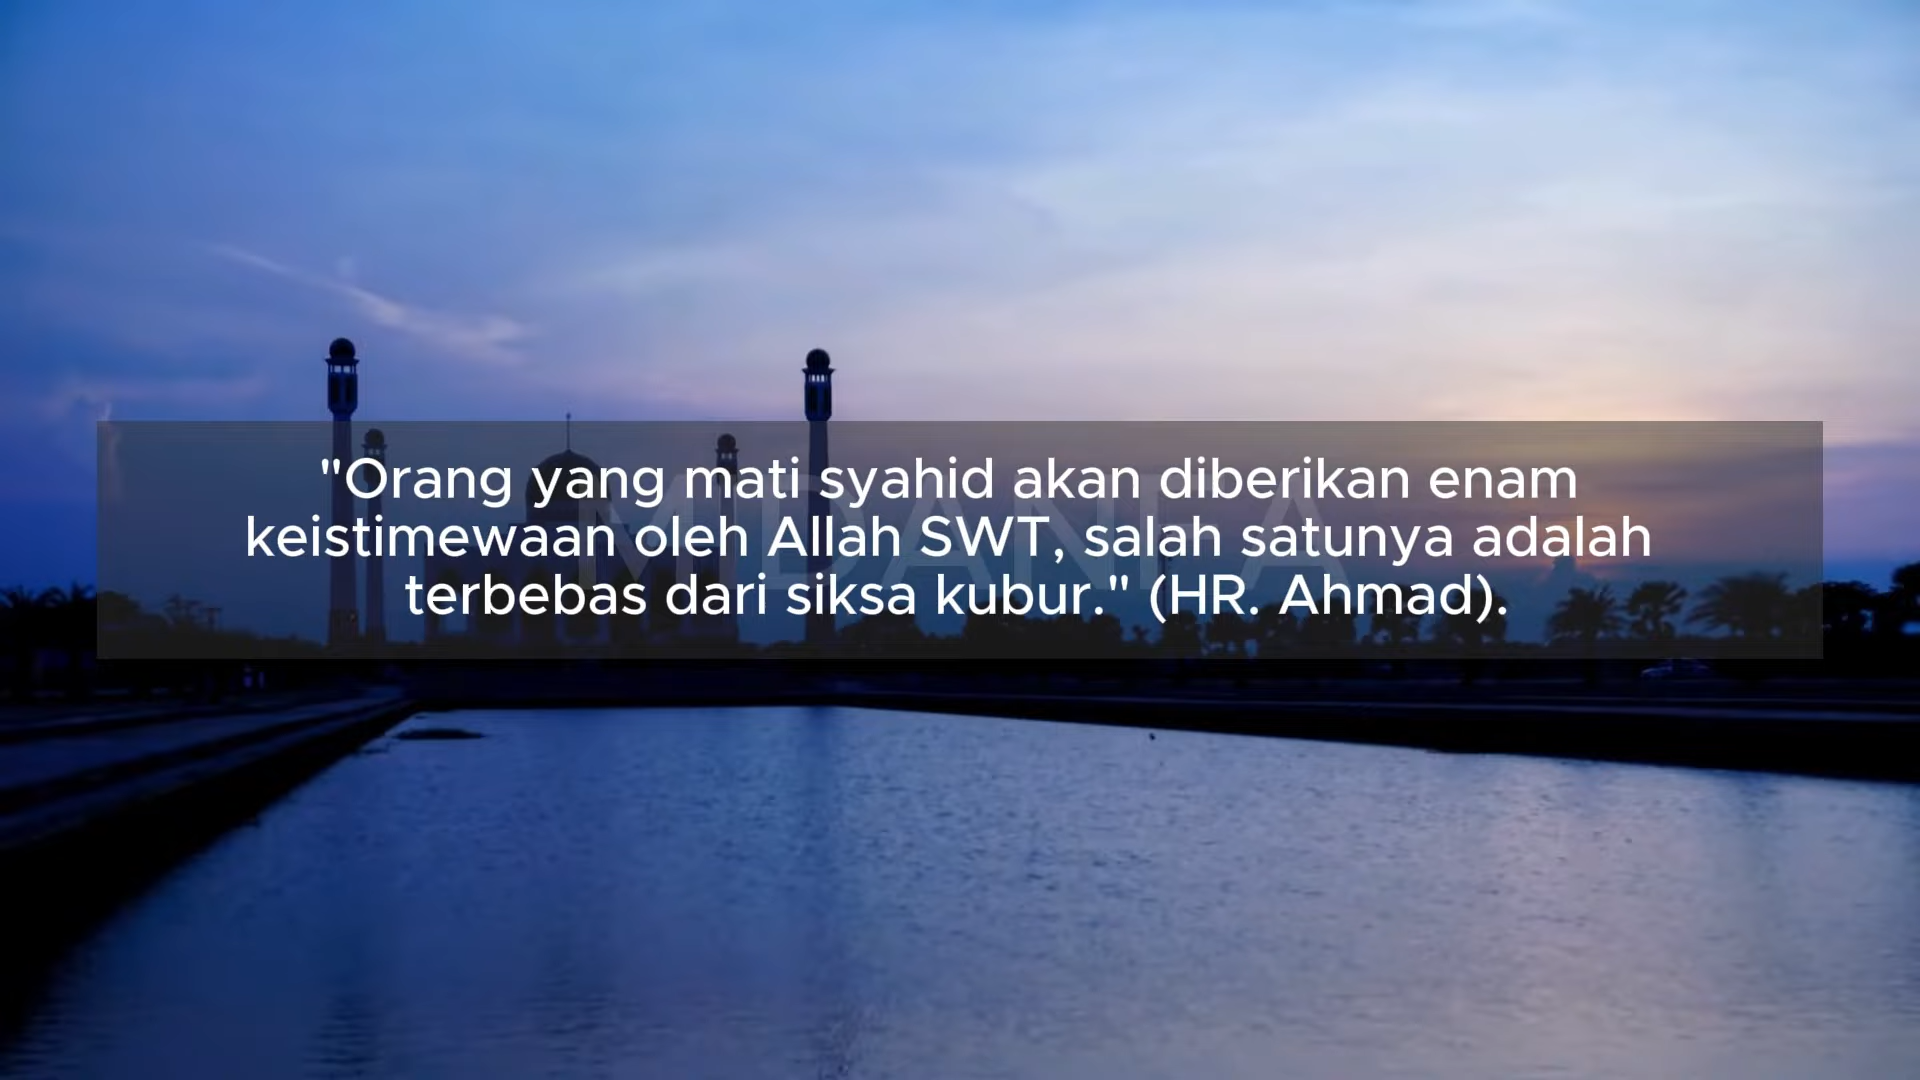 "Orang yang mati syahid akan diberikan enam
keistimewaan oleh Allah SWT, salah satunya adalah
terbebas dari siksa kubur." (HR. Ahmad).